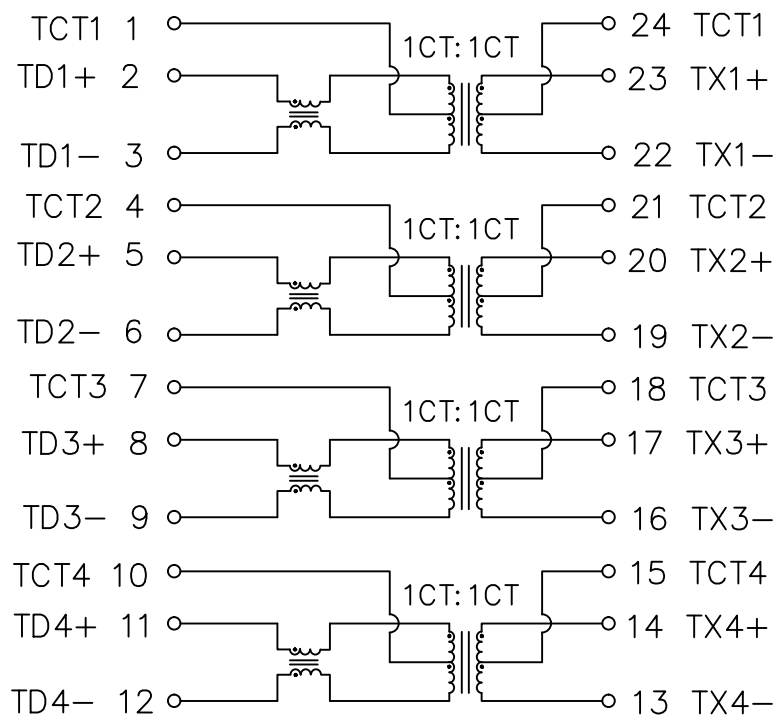 TCT1 1 1CT:1CT 24 TCT1
TD1+ 2 23 TX1+
TD1- 3 22 TX1-
TCT2 4 1CT:1CT 21 TCT2
TD2+ 5 20 TX2+
TD2- 6 19 TX2-
TCT3 7 1CT:1CT 18 TCT3
TD3+ 8 17 TX3+
TD3- 9 16 TX3-
TCT4 10 1CT:1CT 15 TCT4
TD4+ 11 14 TX4+
TD4- 12 13 TX4-